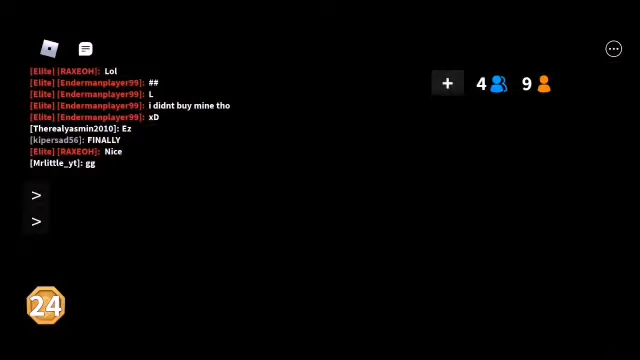 [Elite] [RAXEOH]: Lol
[Elite] [Endermanplayer99]: ##
[Elite] [Endermanplayer99]: L
[Elite] [Endermanplayer99]: i didnt buy mine tho
[Elite] [Endermanplayer99]: xD
[Therealyasmin2010]: Ez
[kipersad56]: FINALLY
[Elite] [RAXEOH]: Nice
[Mrlittle_yt]: gg
+ 4 9
>
>
24